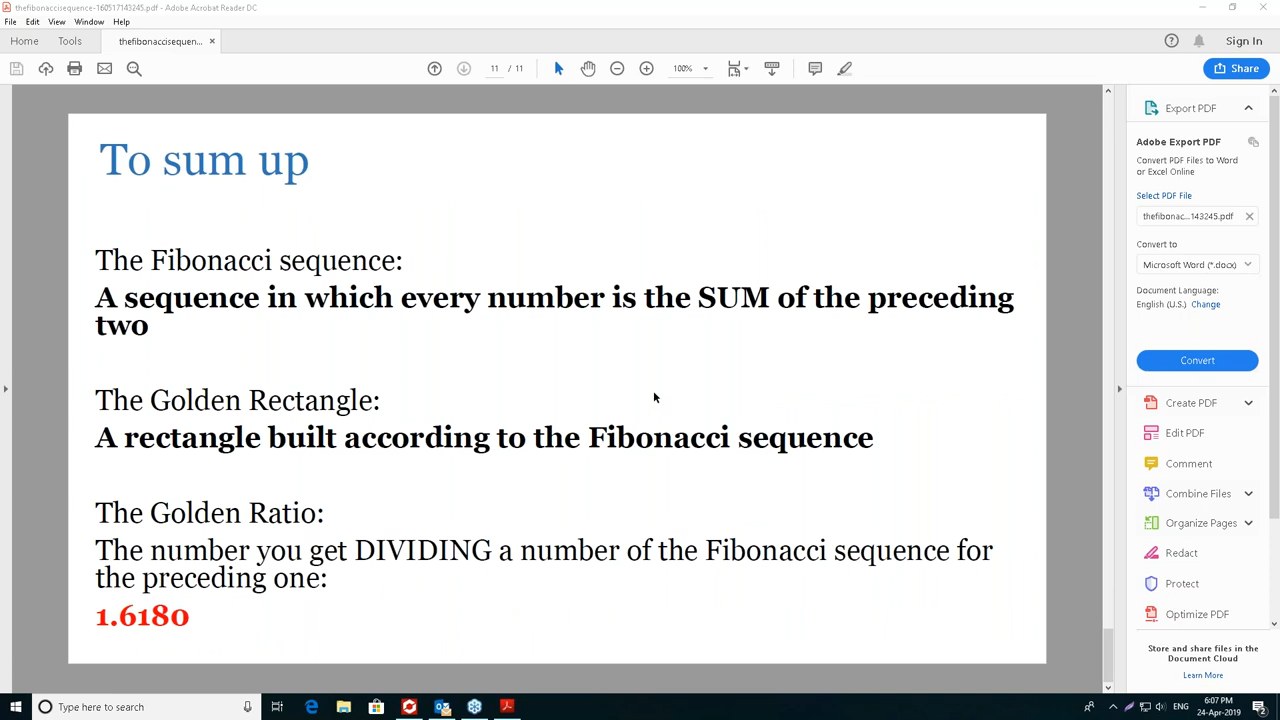 thefibonaccisequence-160517143245.pdf - Adobe Acrobat Reader DC
File Edit View Window Help
Home Tools thefibonaccisequen... ×
Sign In
11 / 11
100%
Share
To sum up
The Fibonacci sequence:
A sequence in which every number is the SUM of the preceding
two
The Golden Rectangle:
A rectangle built according to the Fibonacci sequence
The Golden Ratio:
The number you get DIVIDING a number of the Fibonacci sequence for
the preceding one:
1.6180
Export PDF
Adobe Export PDF
Convert PDF Files to Word
or Excel Online
Select PDF File
thefibonac...143245.pdf
Convert to
Microsoft Word (*.docx)
Document Language:
English (U.S.) Change
Convert
Create PDF
Edit PDF
Comment
Combine Files
Organize Pages
Redact
Protect
Optimize PDF
Store and share files in the
Document Cloud
Learn More
Type here to search
ENG
6:07 PM
24-Apr-2019
2